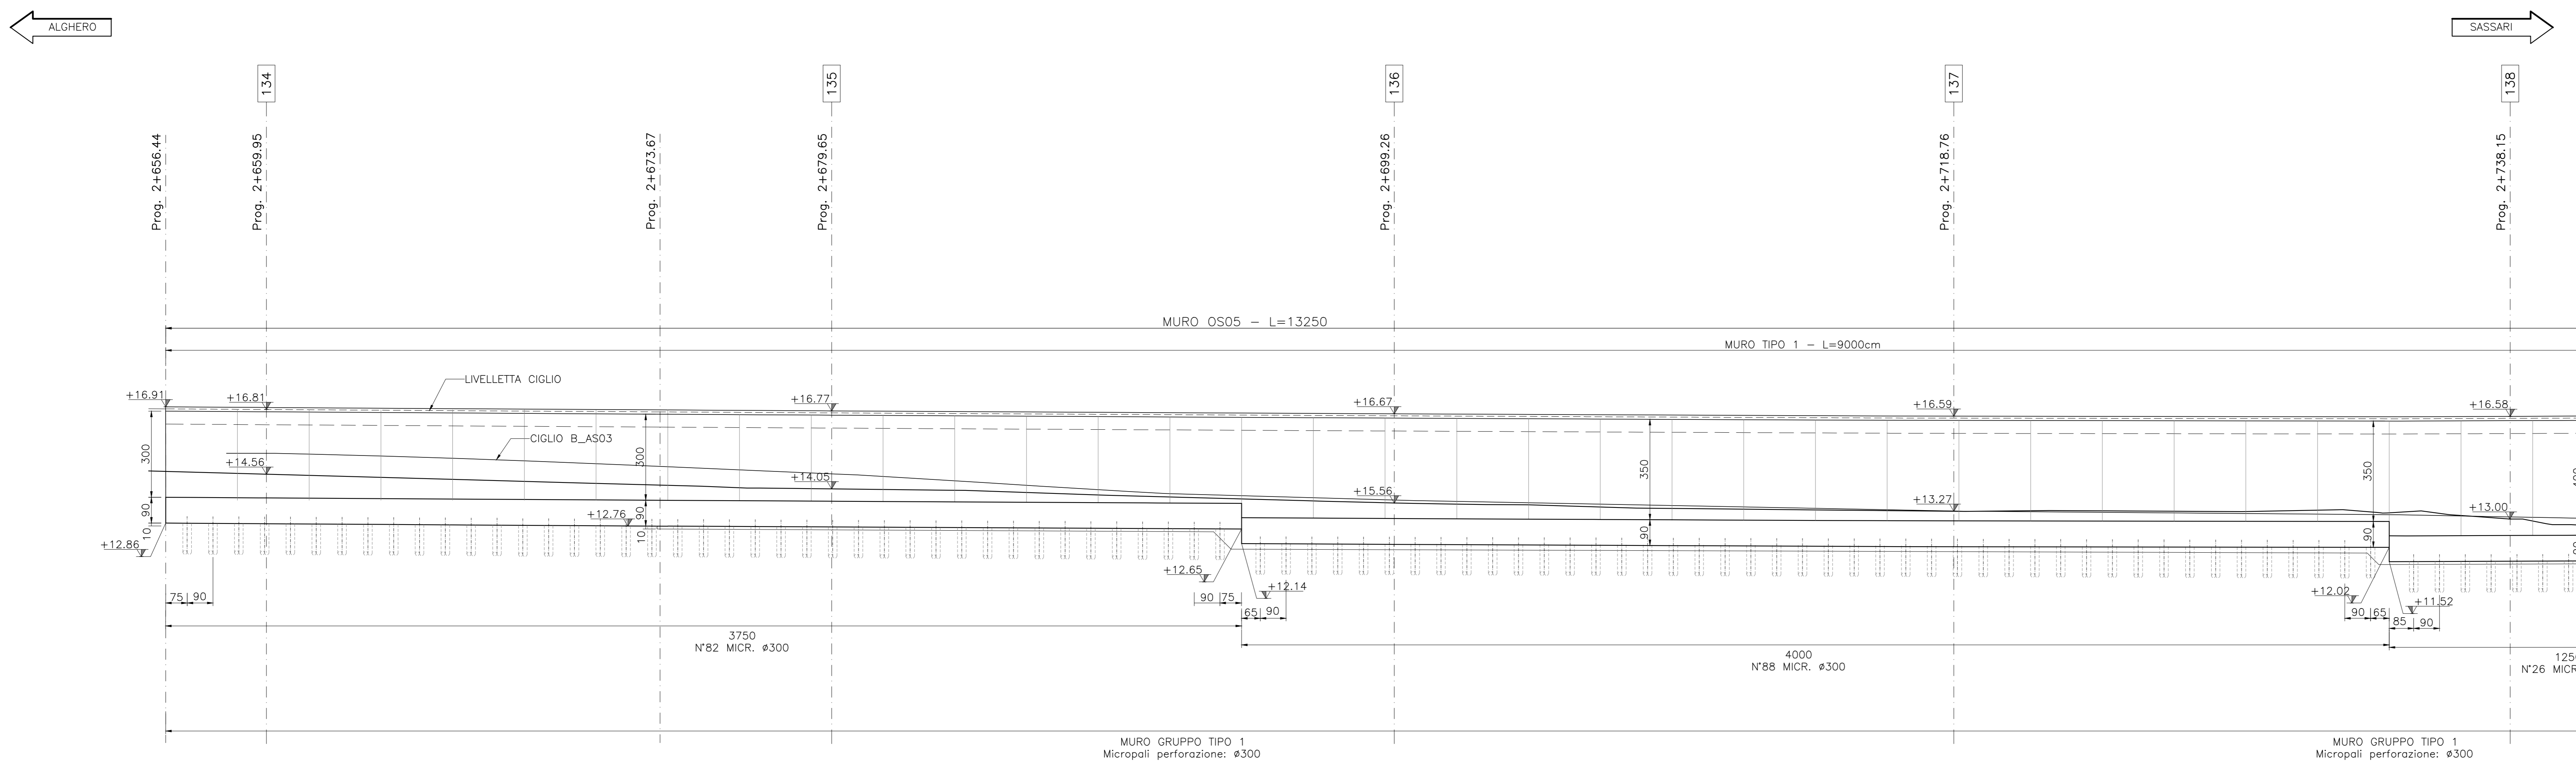 ALGHERO
SASSARI
134
135
136
137
138
Prog. 2+656.44
Prog. 2+659.95
Prog. 2+673.67
Prog. 2+679.65
Prog. 2+699.26
Prog. 2+718.76
Prog. 2+738.15
MURO OS05 - L=13250
MURO TIPO 1 - L=9000cm
LIVELLETTA CIGLIO
+16.91
+16.81
+16.77
+16.67
+16.59
+16.58
CIGLIO B_AS03
300
300
350
350
+14.56
+14.05
+15.56
+13.27
+13.00
90
10
+12.76
90
10
90
90
+12.86
+12.65
+12.14
+12.02
+11.52
75
90
90
75
65
90
90
65
85
90
3750
N°82 MICR. ø300
4000
N°88 MICR. ø300
N°26
MURO GRUPPO TIPO 1
Micropali perforazione: ø300
MURO GRUPPO TIPO 1
Micropali perforazione: ø300